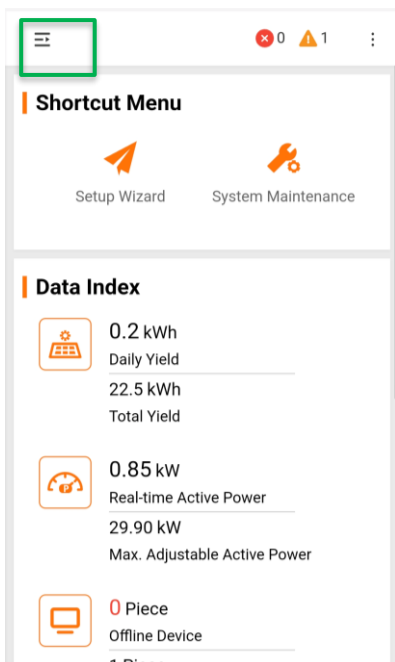 0 1
Shortcut Menu
Setup Wizard System Maintenance
Data Index
0.2 kWh
Daily Yield
22.5 kWh
Total Yield
P
0.85 kW
Real-time Active Power
29.90 kW
Max. Adjustable Active Power
0 Piece
Offline Device
1 Piece